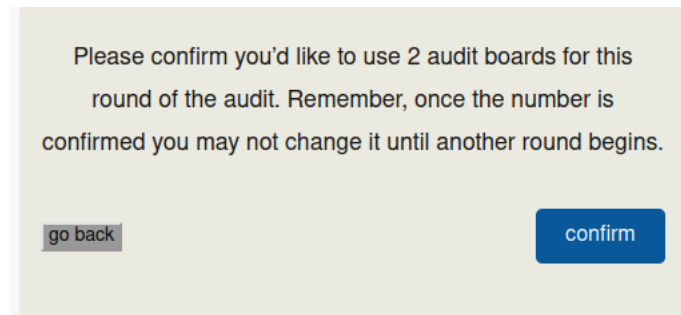 Please confirm you'd like to use 2 audit boards for this
round of the audit. Remember, once the number is
confirmed you may not change it until another round begins.
go back
confirm